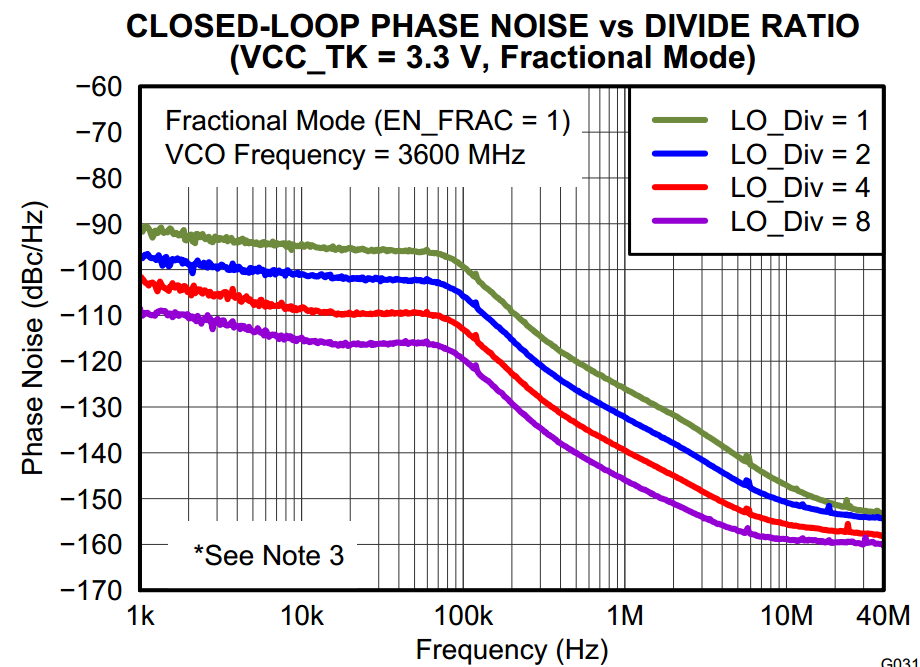 CLOSED-LOOP PHASE NOISE vs DIVIDE RATIO
(VCC_TK = 3.3 V, Fractional Mode)
−60
−70
−80
−90
−100
−110
−120
−130
−140
−150
−160
−170
Phase Noise (dBc/Hz)
Fractional Mode (EN_FRAC = 1)
VCO Frequency = 3600 MHz
LO_Div = 1
LO_Div = 2
LO_Div = 4
LO_Div = 8
*See Note 3
1k 10k 100k 1M 10M 40M
Frequency (Hz)
G031